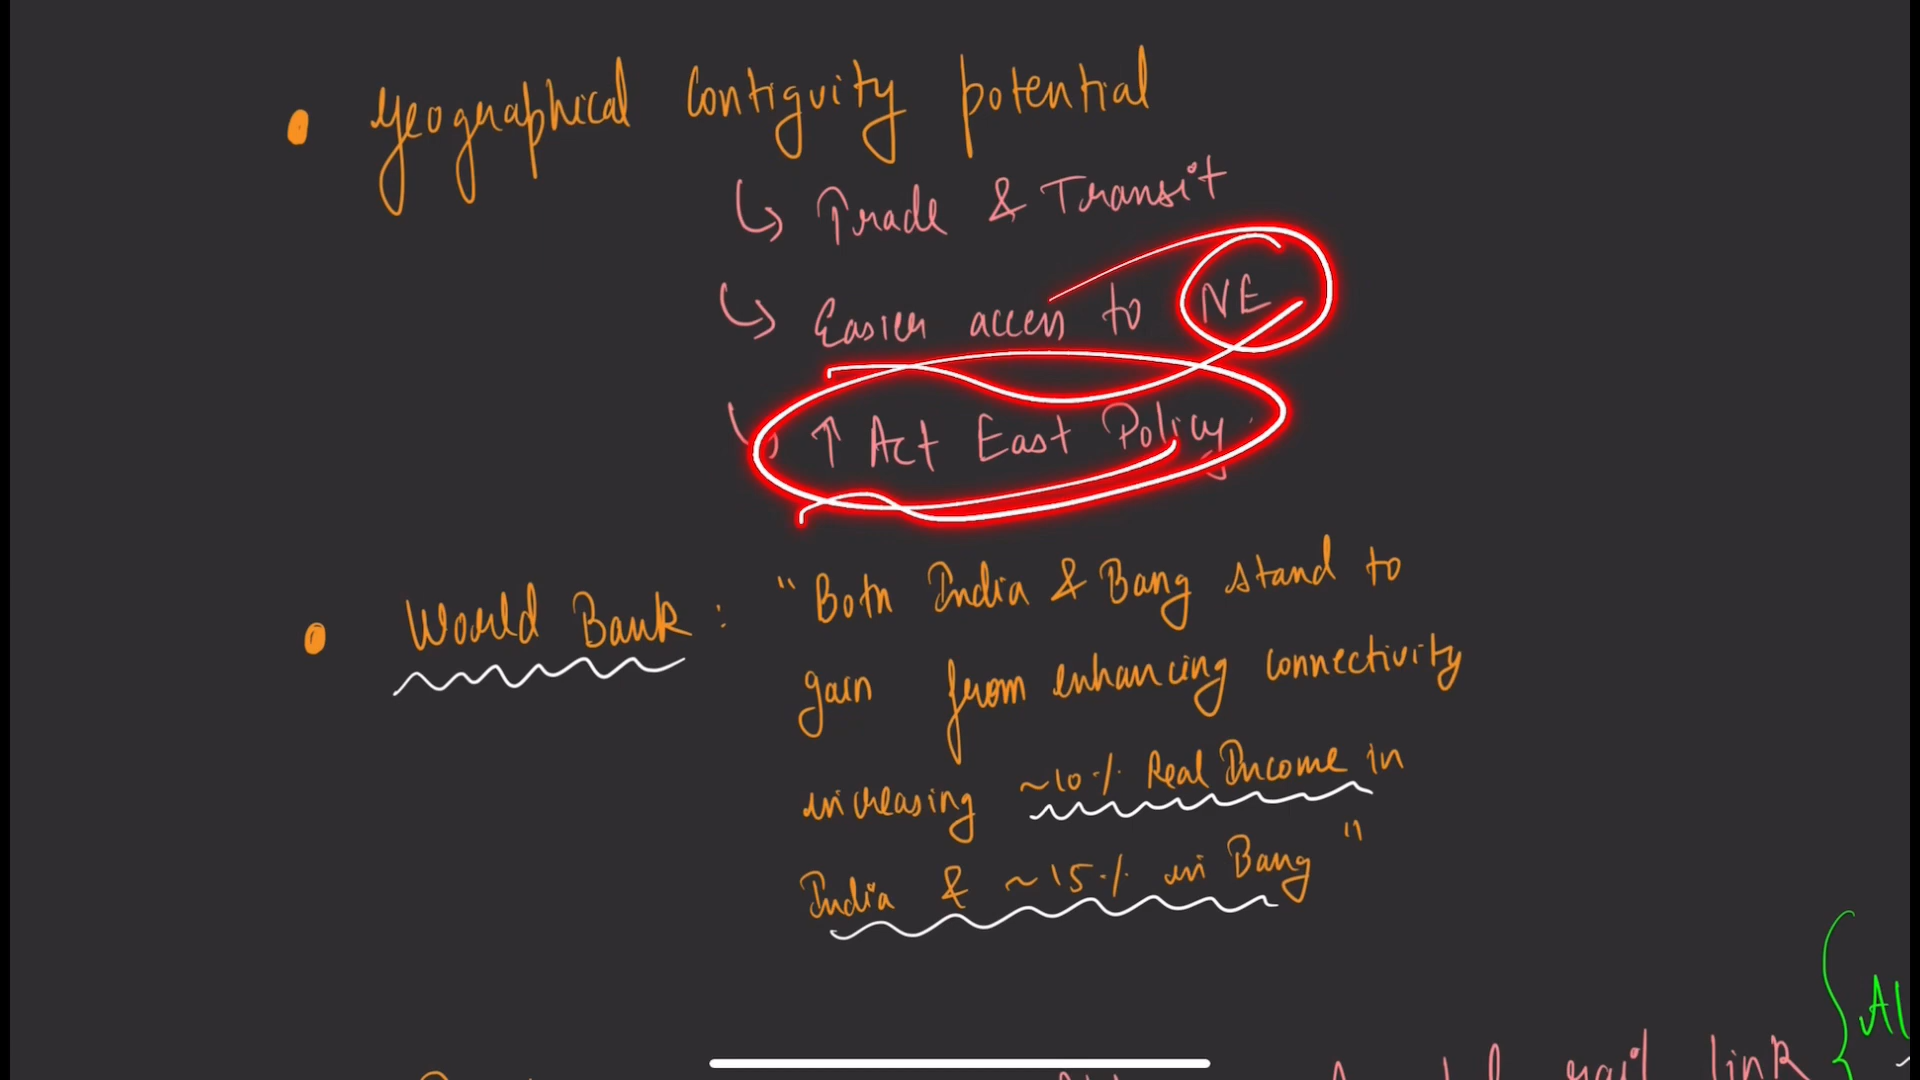 • Geographical Contiguity potential
↳ Trade & Transit
↳ Easier access to NE
↳ ↑ Act East Policy
• World Bank : "Both India & Bang stand to
gain from enhancing connectivity
increasing ~10% Real Income in
India & ~15% in Bang"
rail link